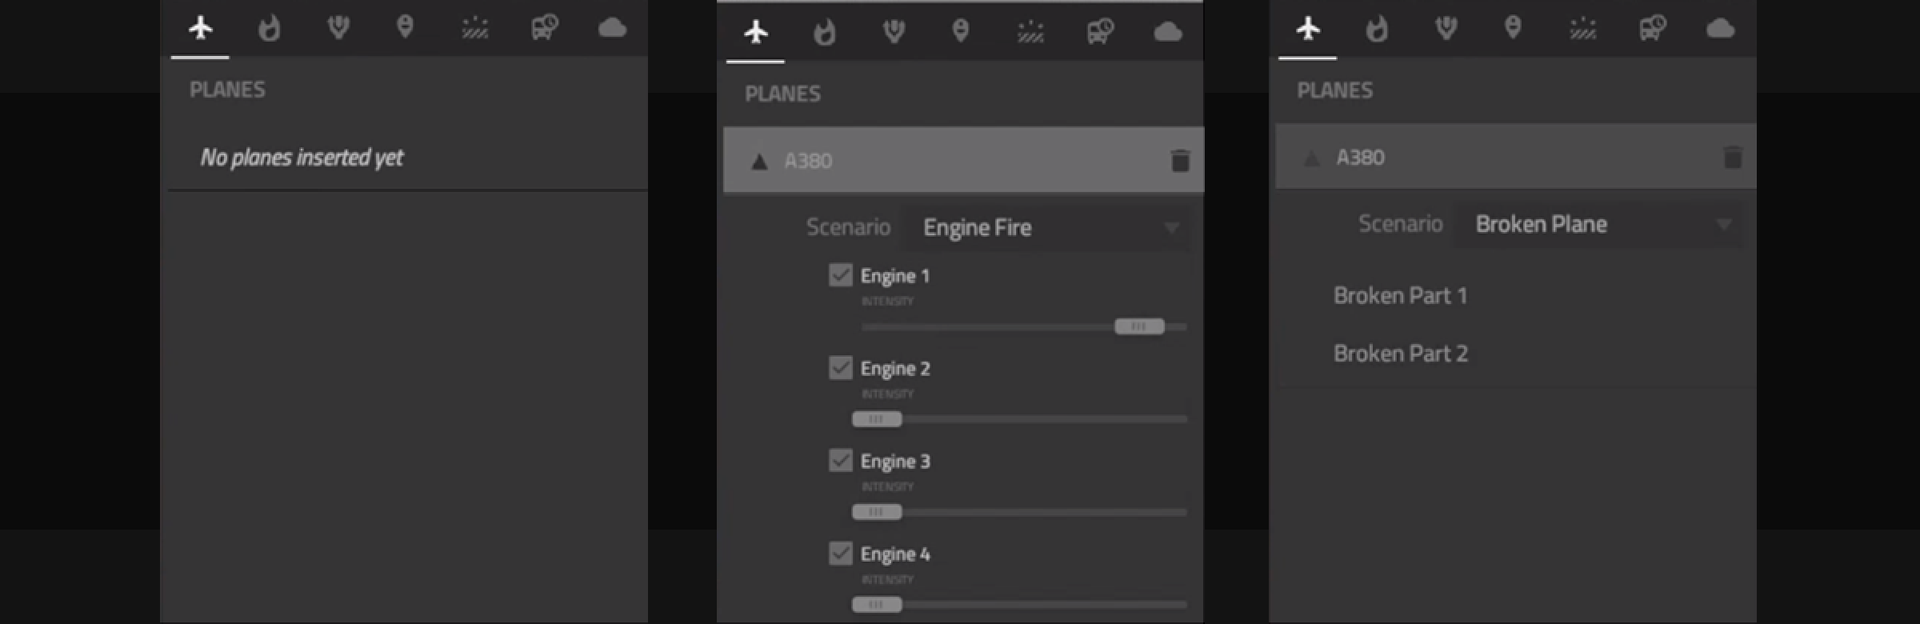 PLANES
No planes inserted yet
PLANES
A380
Scenario Engine Fire
Engine 1
INTENSITY
Engine 2
INTENSITY
Engine 3
INTENSITY
Engine 4
INTENSITY
PLANES
A380
Scenario Broken Plane
Broken Part 1
Broken Part 2